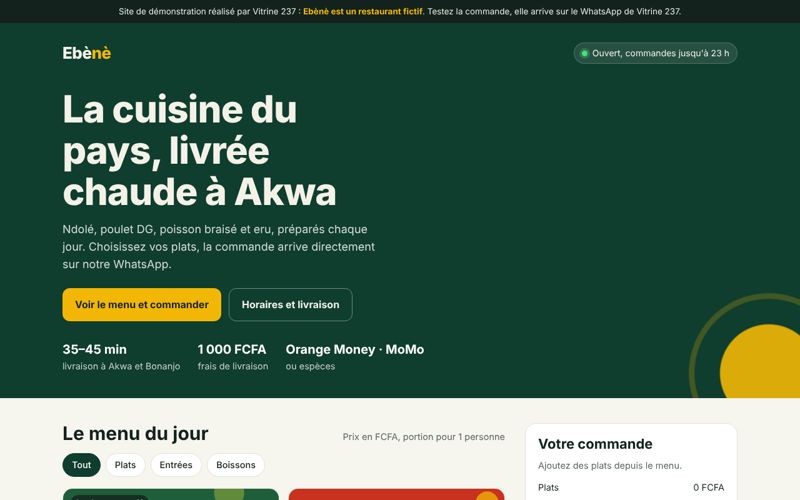 Site de démonstration réalisé par Vitrine 237 : Ebènè est un restaurant fictif. Testez la commande, elle arrive sur le WhatsApp de Vitrine 237.
Ebènè
Ouvert, commandes jusqu'à 23 h
La cuisine du
pays, livrée
chaude à Akwa
Ndolé, poulet DG, poisson braisé et eru, préparés chaque
jour. Choisissez vos plats, la commande arrive directement
sur notre WhatsApp.
Voir le menu et commander
Horaires et livraison
35–45 min
livraison à Akwa et Bonanjo
1 000 FCFA
frais de livraison
Orange Money · MoMo
ou espèces
Le menu du jour
Prix en FCFA, portion pour 1 personne
Tout
Plats
Entrées
Boissons
Votre commande
Ajoutez des plats depuis le menu.
Plats
0 FCFA